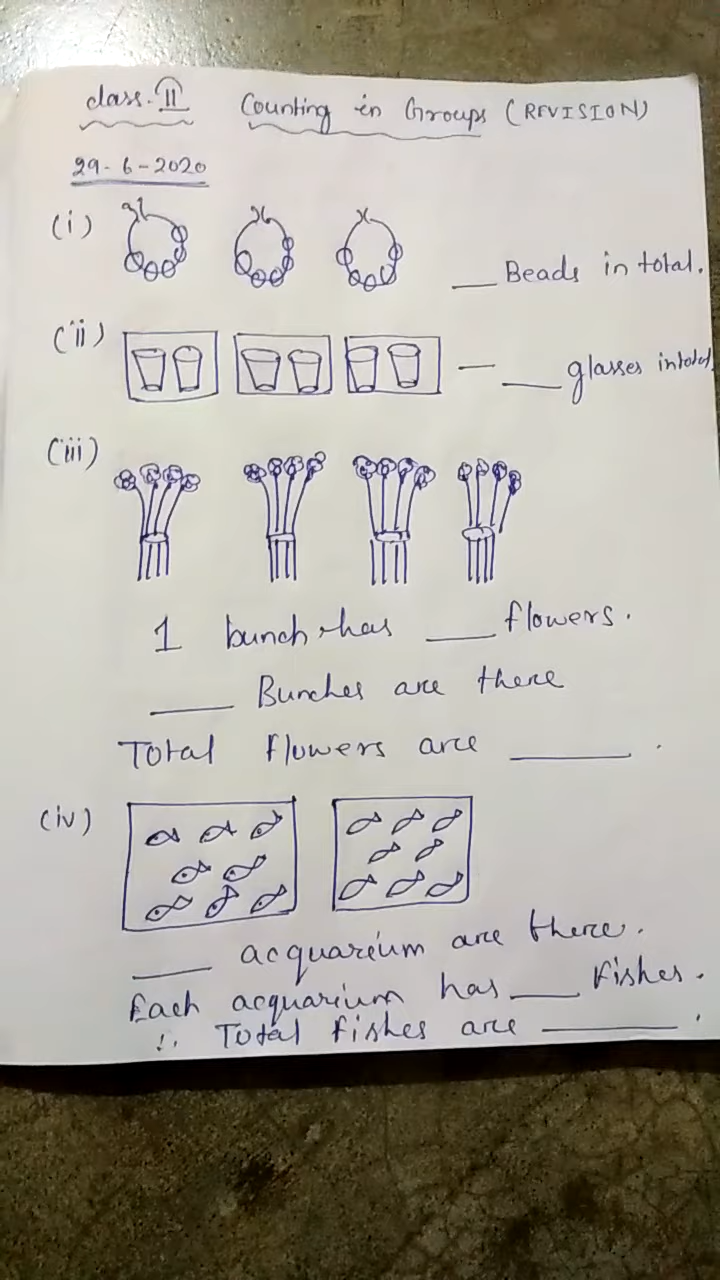 class. II Counting in Groups (REVISION)
29-6-2020
(i) ___ Beads in total.
(ii) — ___ glasses in total.
(iii)
1 bunch has ___ flowers.
___ Bunches are there
Total flowers are ______.
(iv)
___ acquarium are there.
Each acquarium has ___ fishes.
∴ Total fishes are ______.